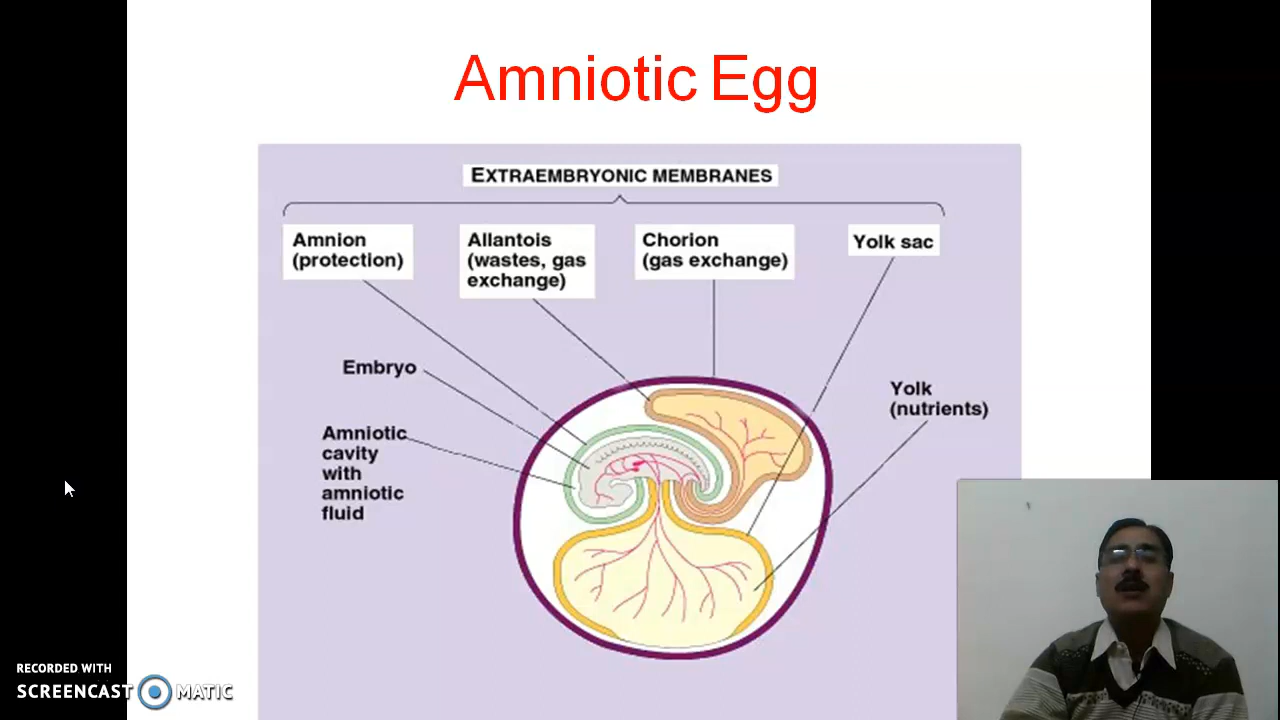 Amniotic Egg
EXTRAEMBRYONIC MEMBRANES
Amnion
(protection)
Allantois
(wastes, gas
exchange)
Chorion
(gas exchange)
Yolk sac
Embryo
Yolk
(nutrients)
Amniotic
cavity
with
amniotic
fluid
RECORDED WITH
SCREENCAST MATIC